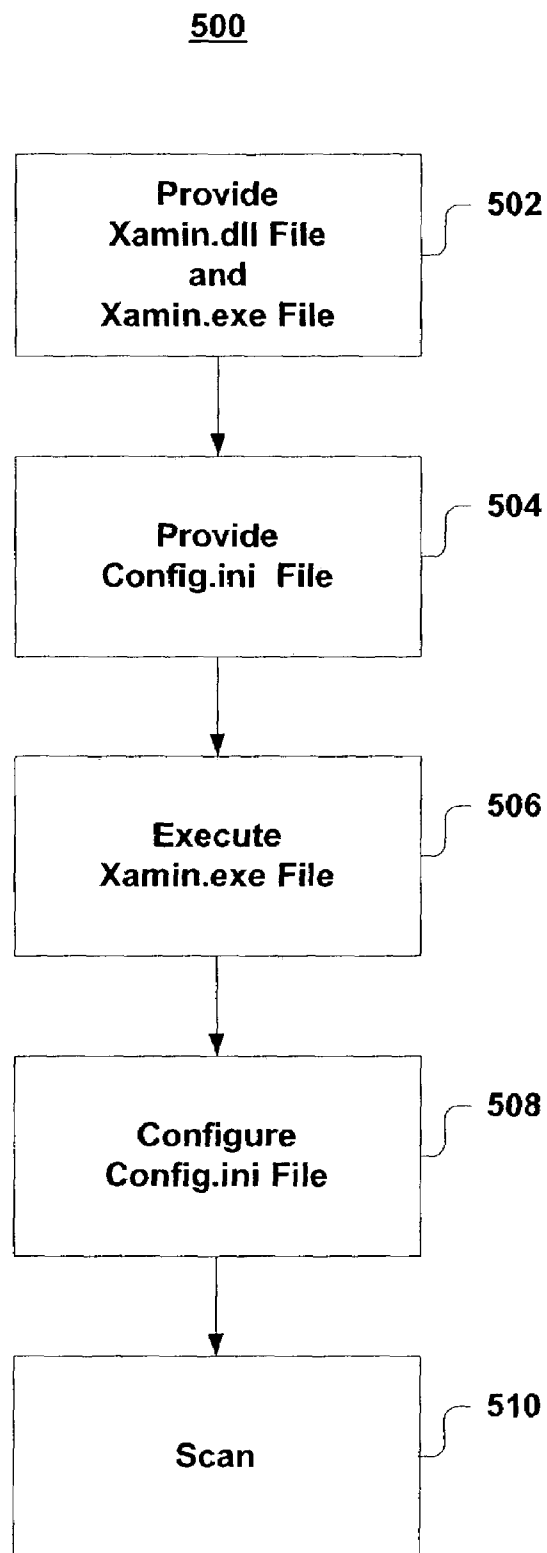 500
Provide
Xamin.dll File
and
Xamin.exe File
502
Provide
Config.ini File
504
Execute
Xamin.exe File
506
Configure
Config.ini File
508
Scan
510